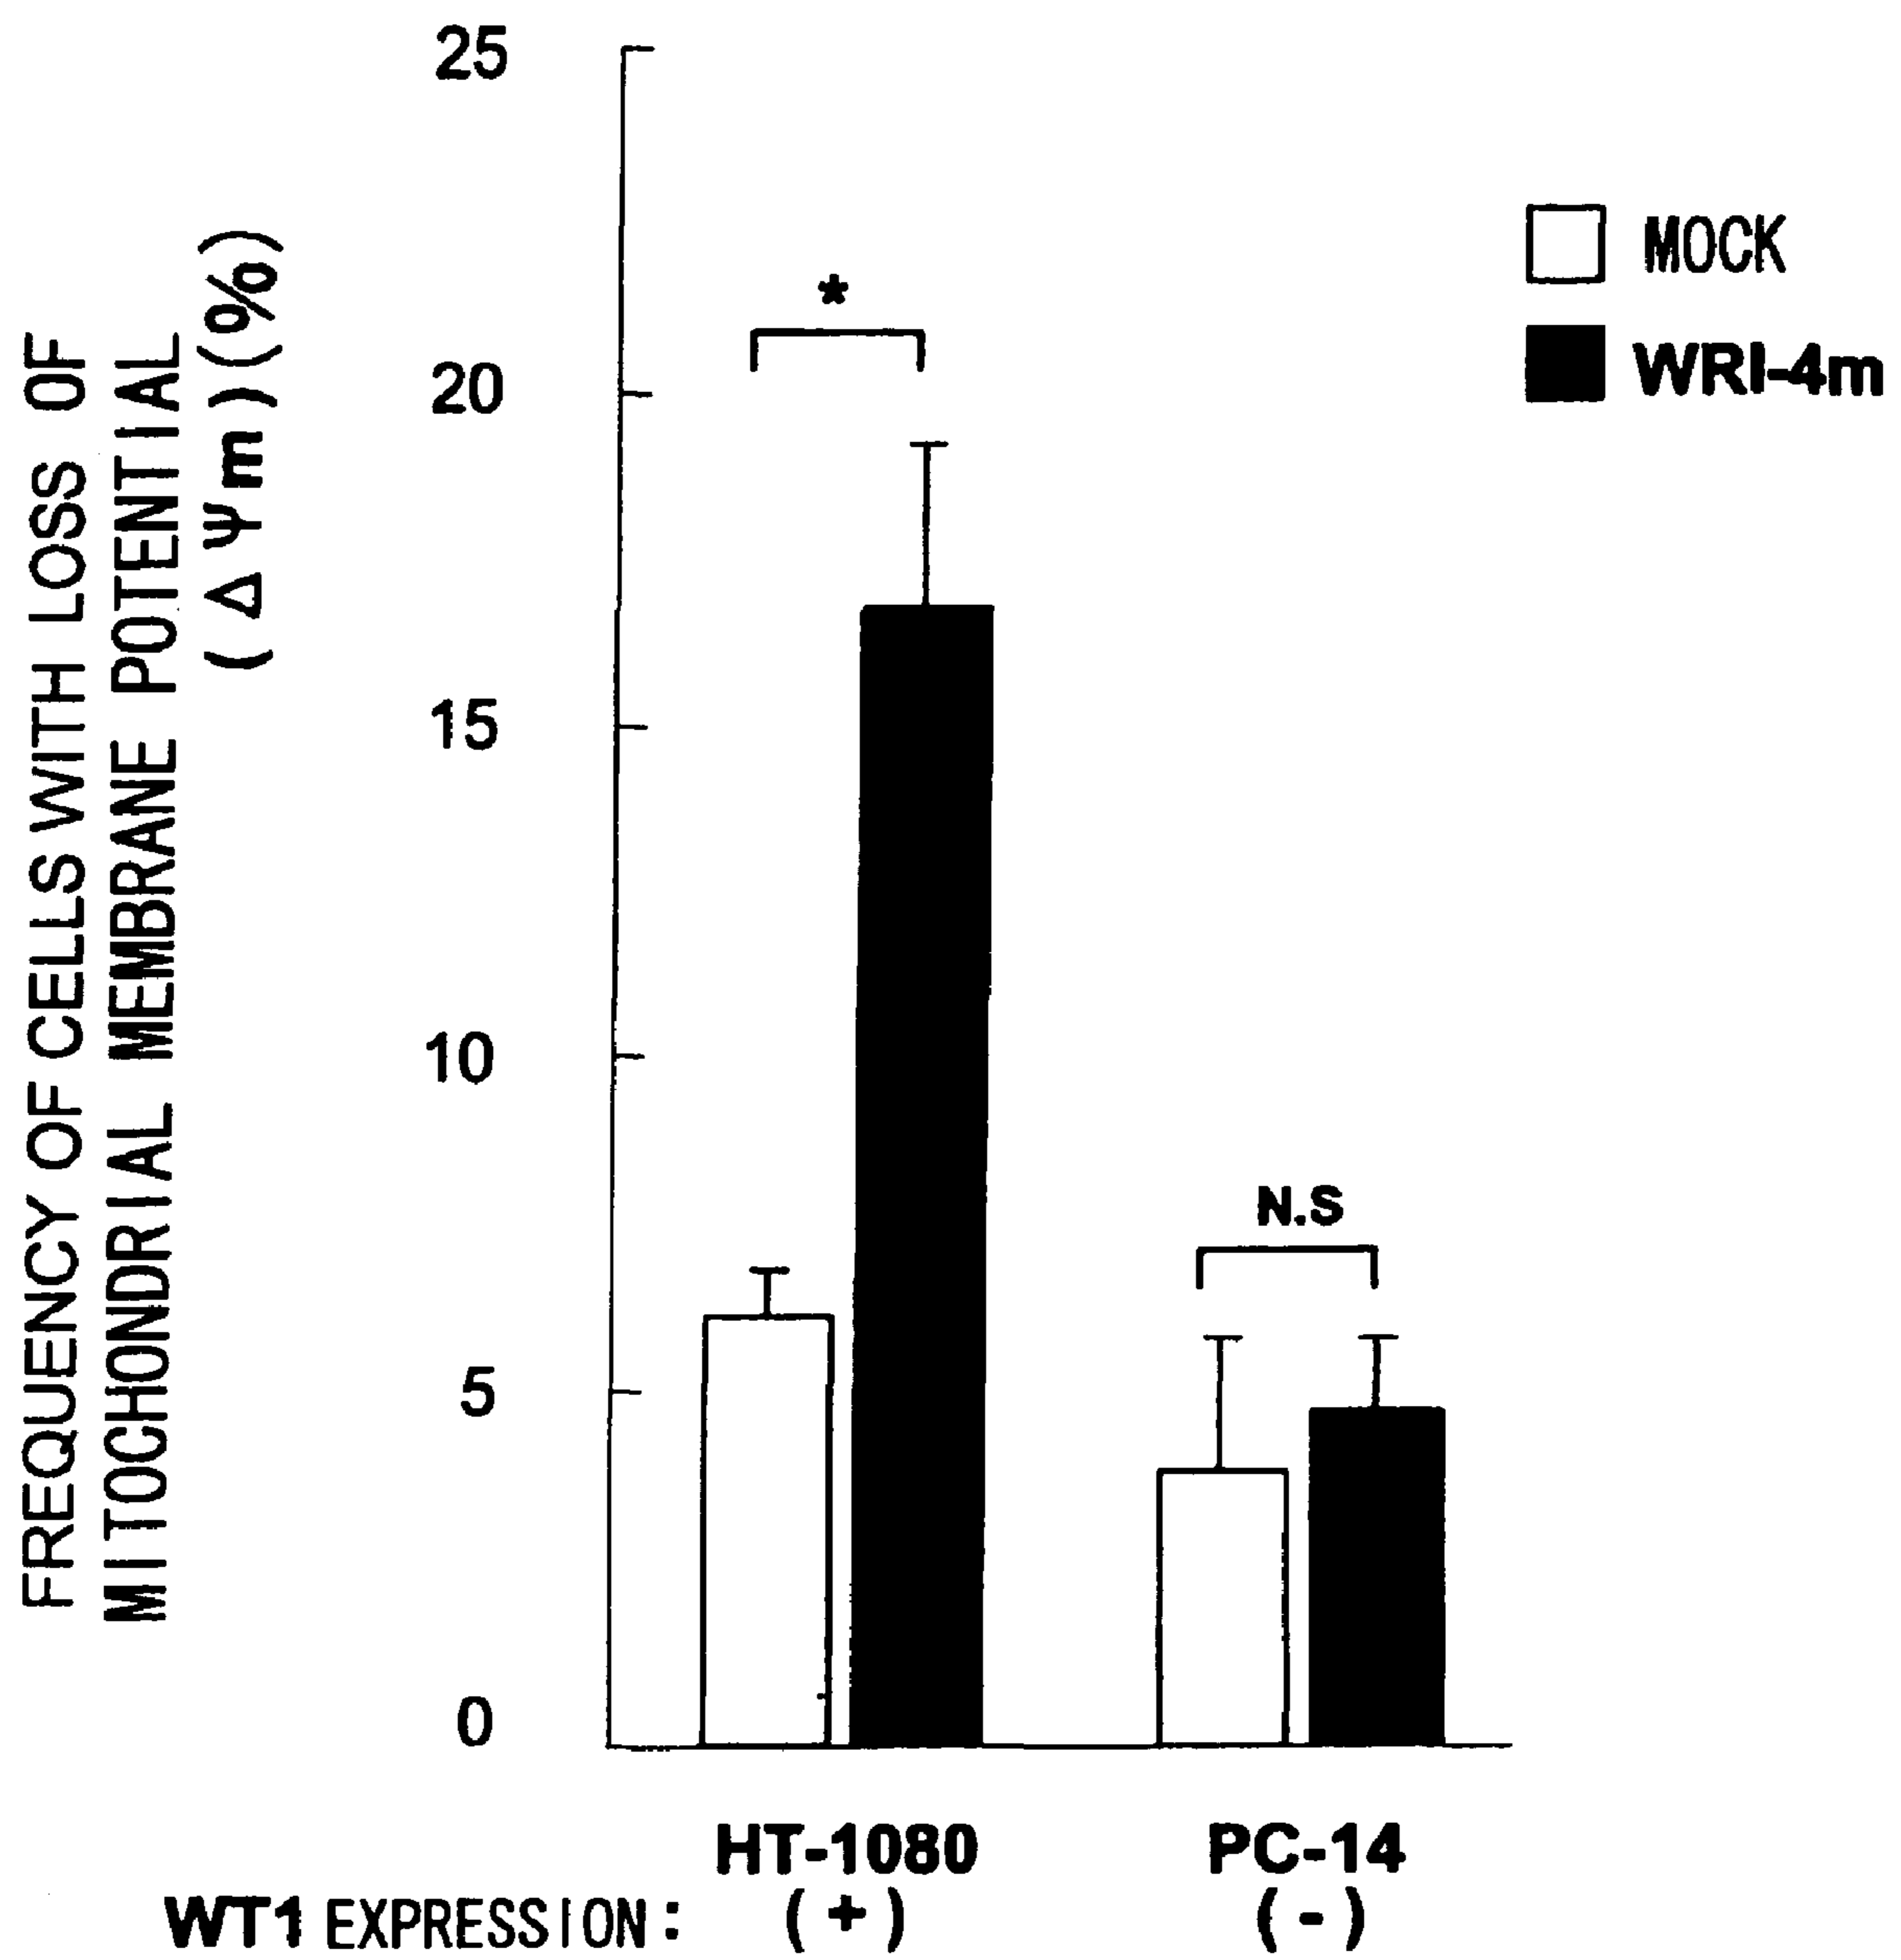 FREQUENCY OF CELLS WITH LOSS OF
MITOCHONDRIAL MEMBRANE POTENTIAL
(ΔΨm)(%)
25
20
15
10
5
0
*
N.S
MOCK
WRI-4m
HT-1080
PC-14
WT1 EXPRESSION: (+) (-)